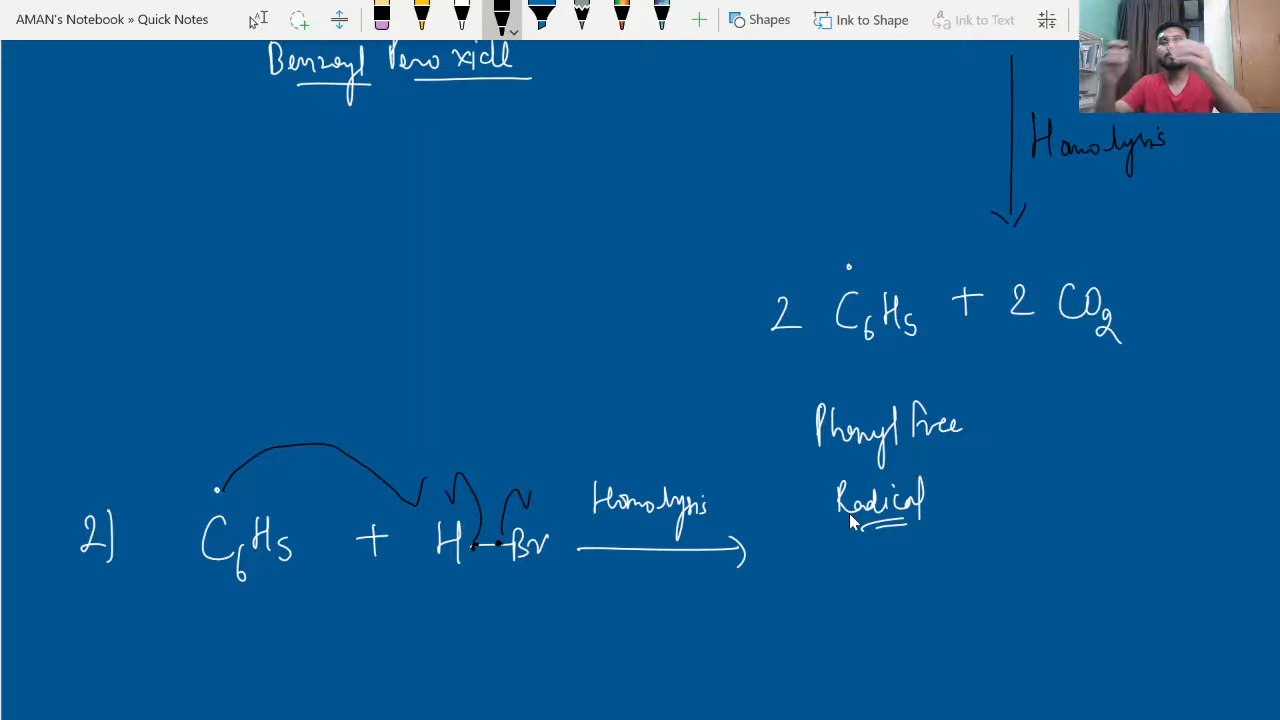 AMAN's Notebook » Quick Notes
Shapes
Ink to Shape
Ink to Text
Benzoyl Peroxide
Homolysis
2 C6H5 + 2 CO2
Phenyl Free
Radical
Homolysis
2) C6H5 + H-Br